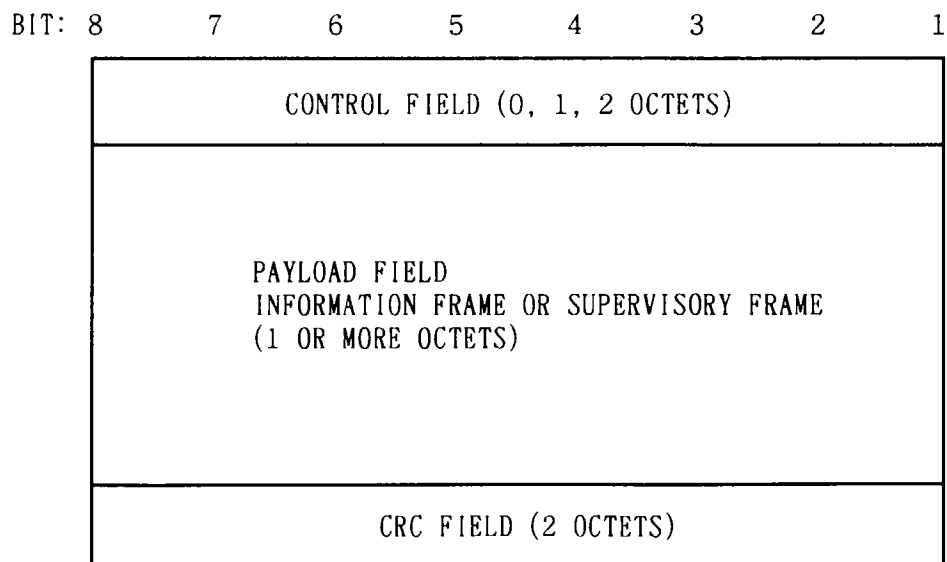 BIT: 8 7 6 5 4 3 2 1
CONTROL FIELD (0, 1, 2 OCTETS)
PAYLOAD FIELD
INFORMATION FRAME OR SUPERVISORY FRAME
(1 OR MORE OCTETS)
CRC FIELD (2 OCTETS)